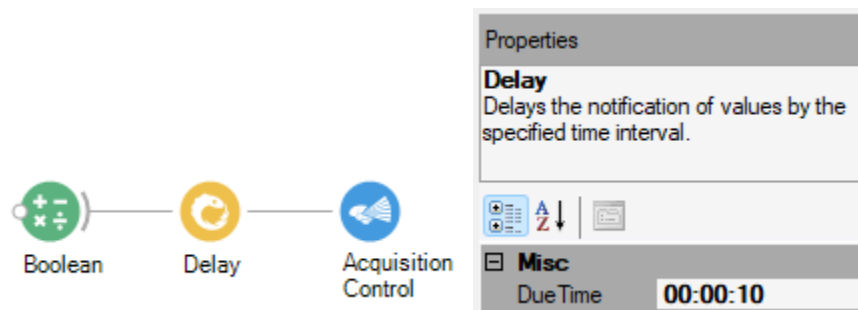 Boolean
Delay
Acquisition
Control
Properties
Delay
Delays the notification of values by the
specified time interval.
A
Z
Misc
DueTime 00:00:10